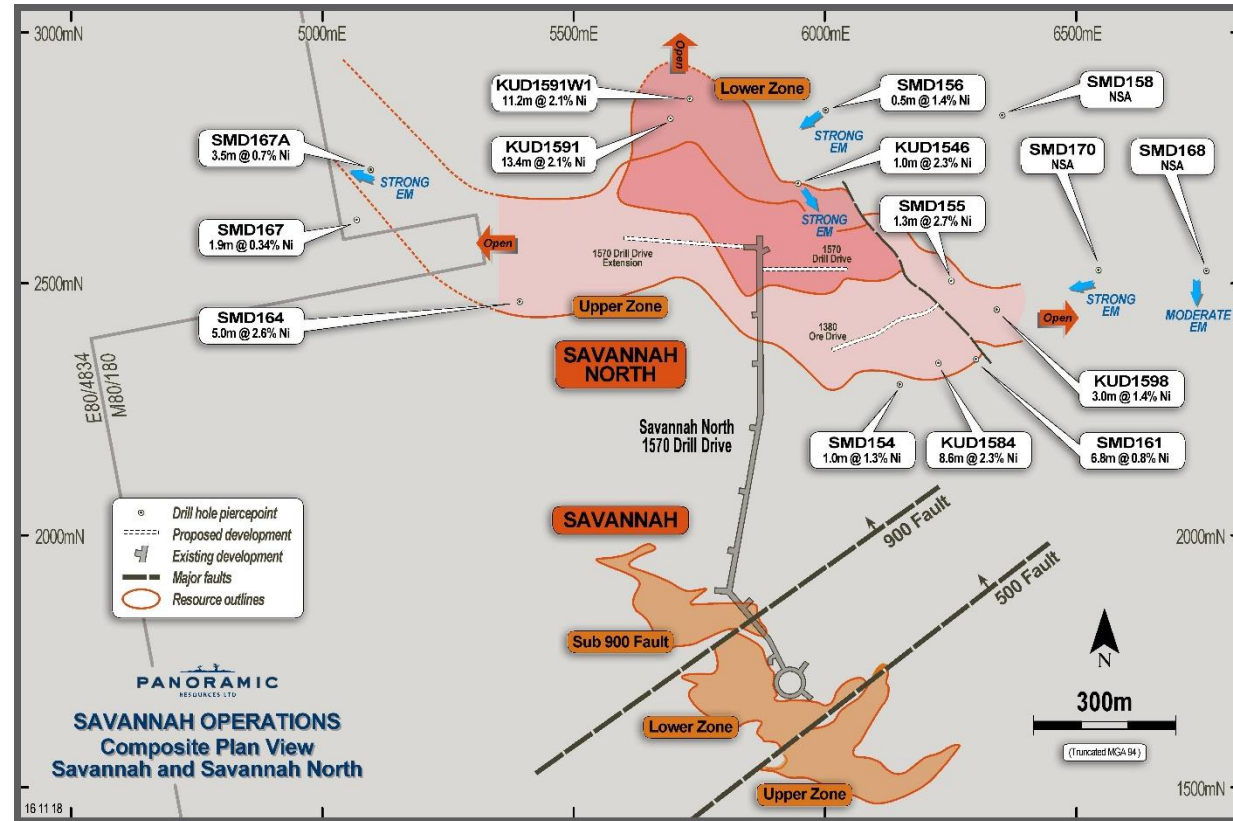 5000mE
5500mE
6000mE
6500mE
3000mN
3000mN
2500mN
2500mN
2000mN
2000mN
1500mN
1500mN
Open
KUD1591W1
11.2m @ 2.1% Ni
Lower Zone
SMD156
0.5m @ 1.4% Ni
SMD158
NSA
STRONG
EM
SMD167A
3.5m @ 0.7% Ni
STRONG
EM
KUD1591
13.4m @ 2.1% Ni
KUD1546
1.0m @ 2.3% Ni
SMD170
NSA
SMD168
NSA
STRONG
EM
SMD155
1.3m @ 2.7% Ni
SMD167
1.9m @ 0.34% Ni
Open
1570 Drill Drive
Extension
1570
Drill Drive
STRONG
EM
MODERATE
EM
Upper Zone
Open
SMD164
5.0m @ 2.6% Ni
1380
Ore Drive
SAVANNAH
NORTH
KUD1598
3.0m @ 1.4% Ni
E80/4834
M80/180
Savannah North
1570 Drill Drive
SMD154
1.0m @ 1.3% Ni
KUD1584
8.6m @ 2.3% Ni
SMD161
6.8m @ 0.8% Ni
Drill hole piercepoint
Proposed development
Existing development
Major faults
Resource outlines
SAVANNAH
900 Fault
500 Fault
Sub 900 Fault
Lower Zone
Upper Zone
N
300m
(Truncated MGA 94 )
PANORAMIC
RESOURCES LTD
SAVANNAH OPERATIONS
Composite Plan View
Savannah and Savannah North
16 11 18